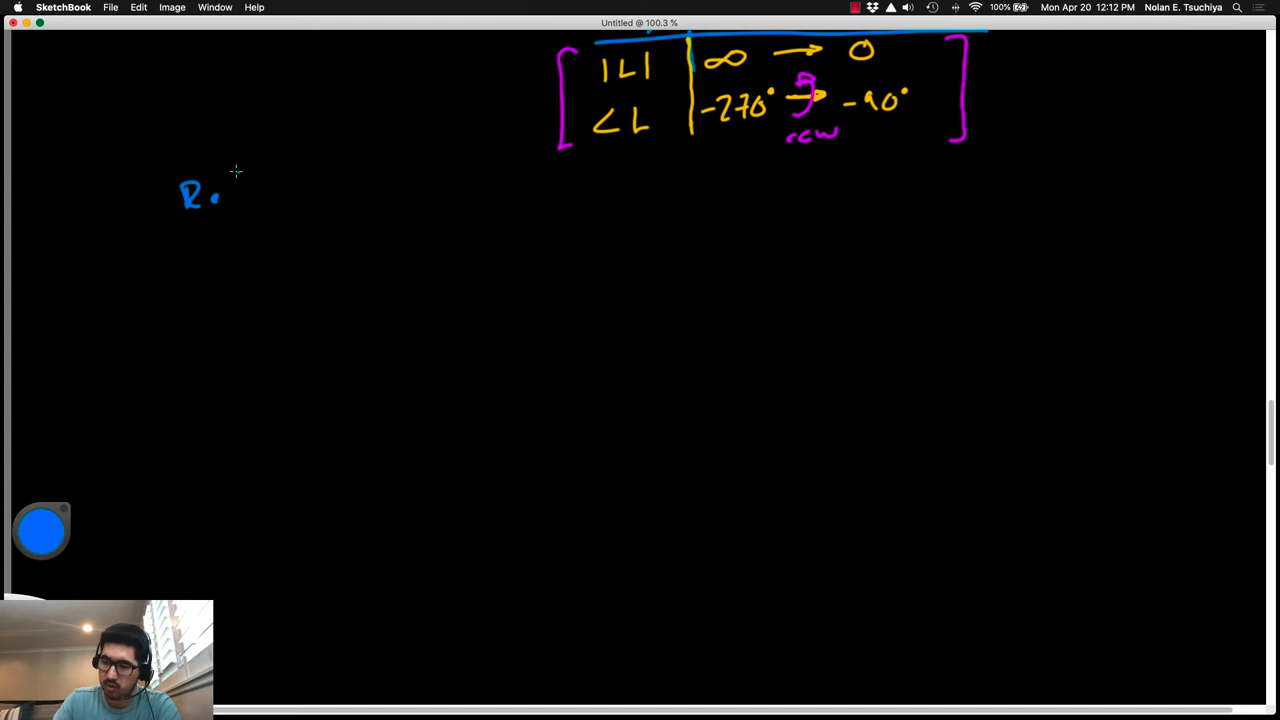 SketchBook File Edit Image Window Help 100% Mon Apr 20 12:12 PM Nolan E. Tsuchiya
Untitled @ 100.3 %
|L| ∞ → 0
∠L -270° → -90°
ccw
R.